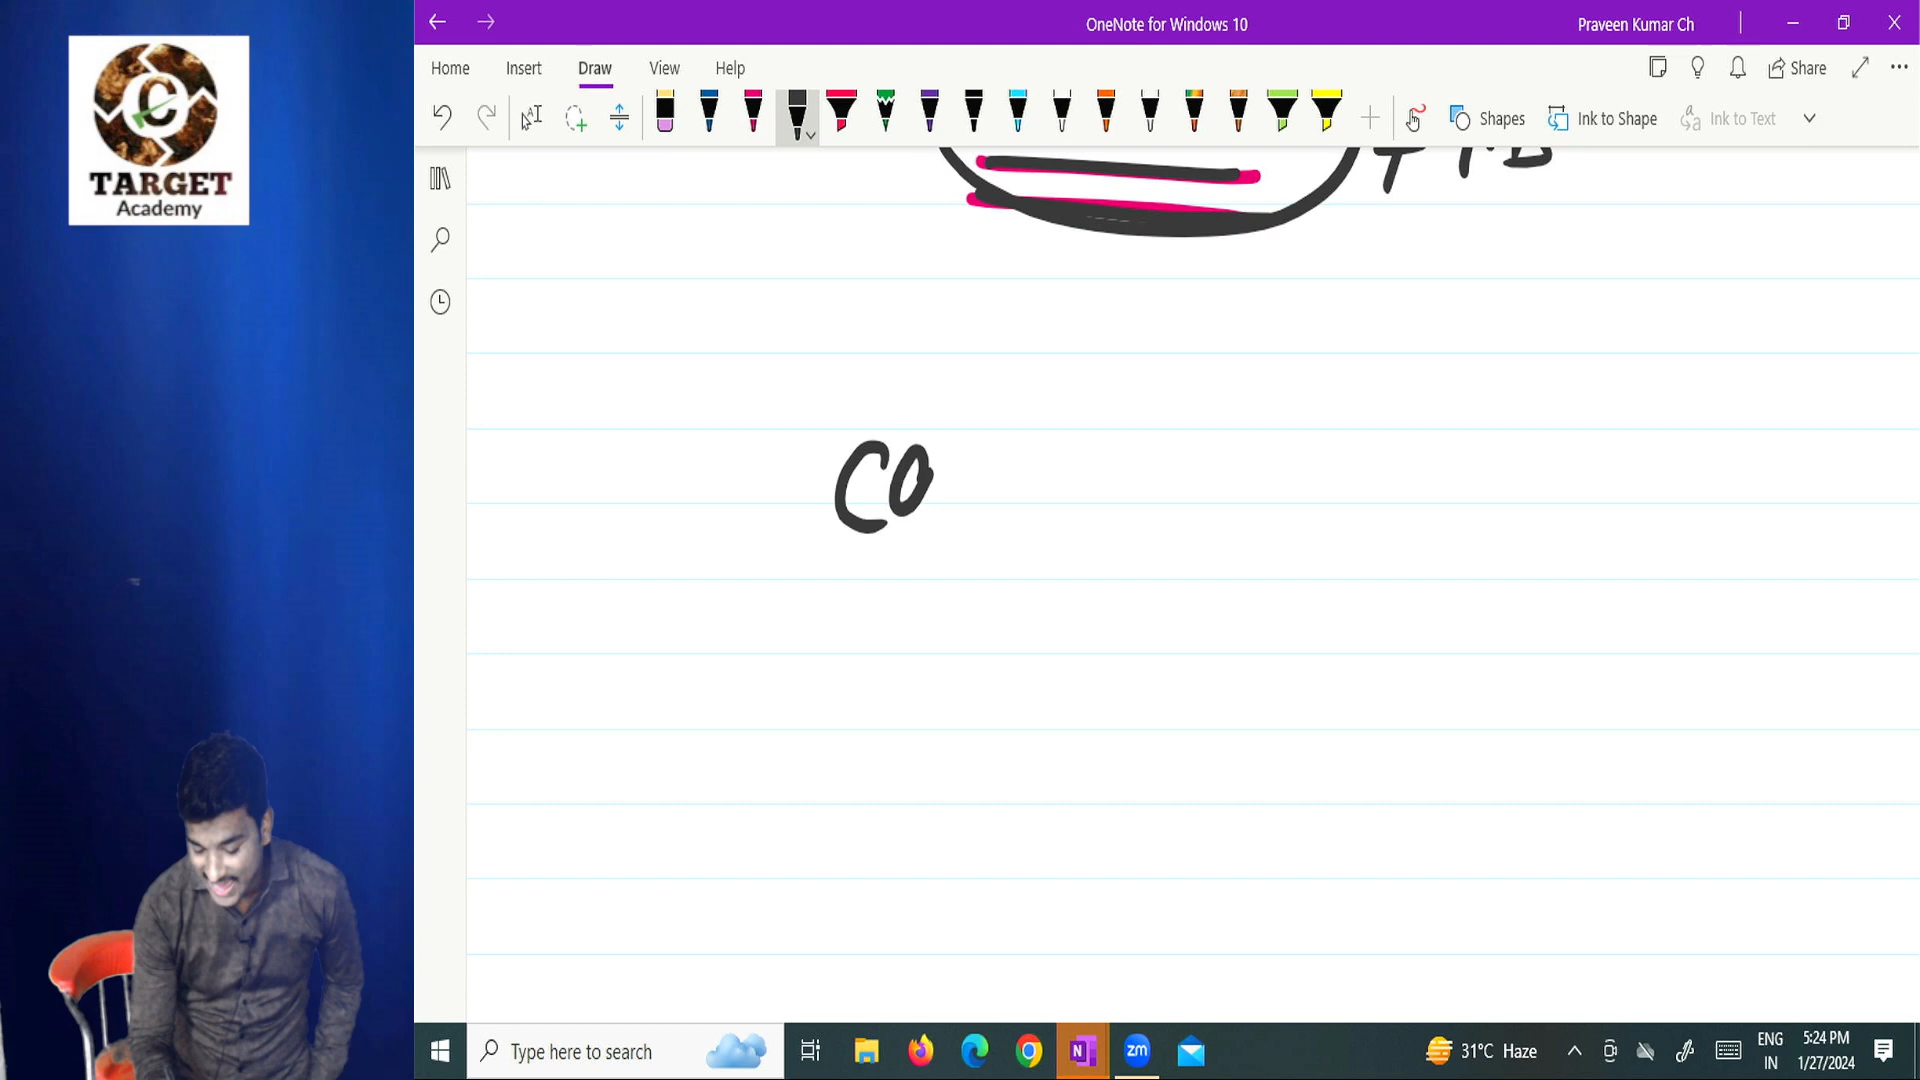 TARGET
Academy
C
OneNote for Windows 10
Praveen Kumar Ch
Home Insert Draw View Help
Share
Shapes
Ink to Shape
Ink to Text
CO
Type here to search
N
zm
31°C Haze
ENG
IN
5:24 PM
1/27/2024